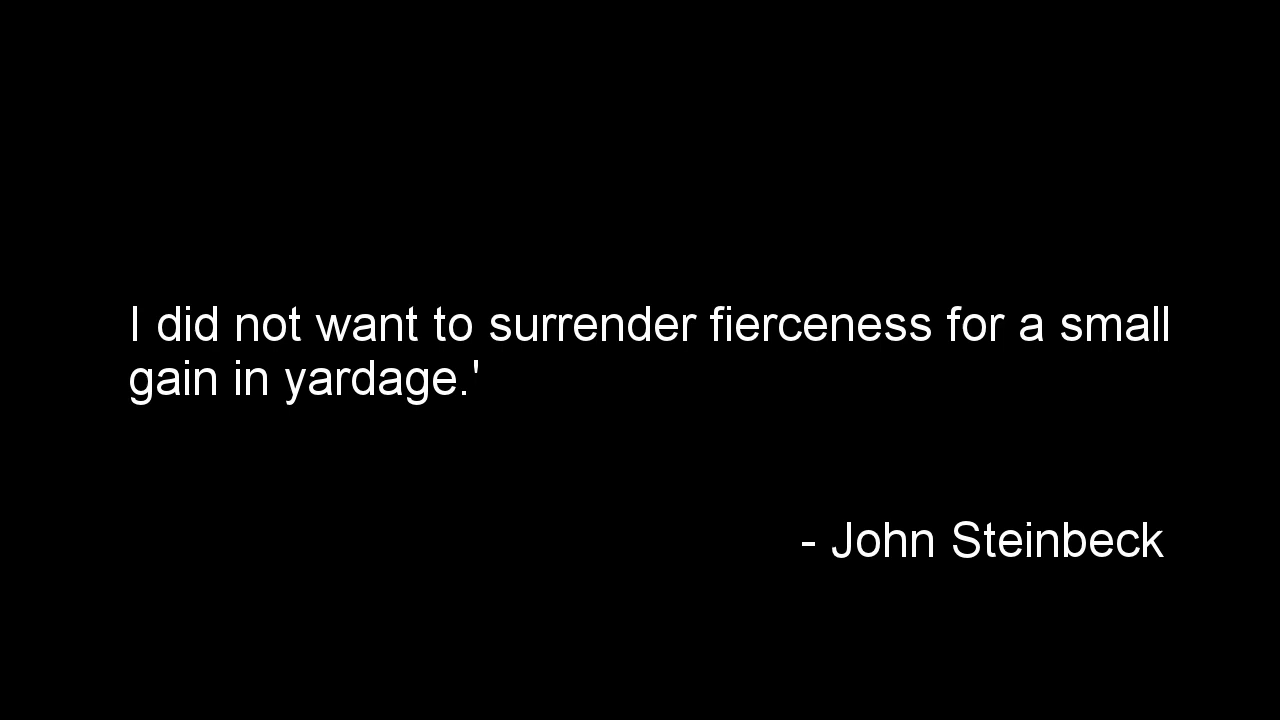 I did not want to surrender fierceness for a small
gain in yardage.'
- John Steinbeck